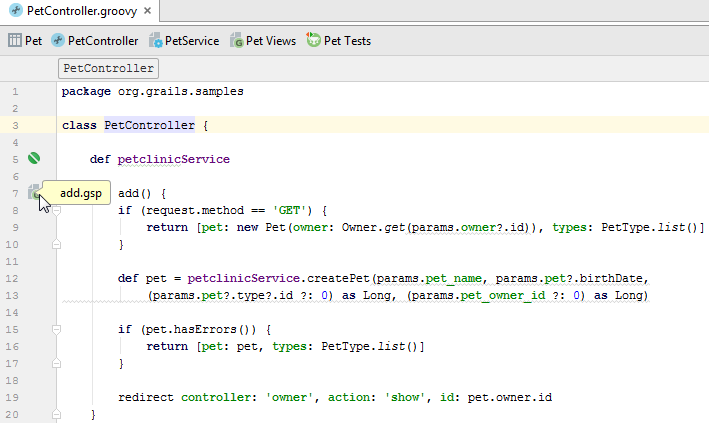 PetController.groovy ×
Pet PetController PetService Pet Views Pet Tests
PetController
1 package org.grails.samples
2
3 class PetController {
4
5 def petclinicService
6
7 add.gsp add() {
8 if (request.method == 'GET') {
9 return [pet: new Pet(owner: Owner.get(params.owner?.id)), types: PetType.list()]
10 }
11
12 def pet = petclinicService.createPet(params.pet_name, params.pet?.birthDate,
13 (params.pet?.type?.id ?: 0) as Long, (params.pet_owner_id ?: 0) as Long)
14
15 if (pet.hasErrors()) {
16 return [pet: pet, types: PetType.list()]
17 }
18
19 redirect controller: 'owner', action: 'show', id: pet.owner.id
20 }